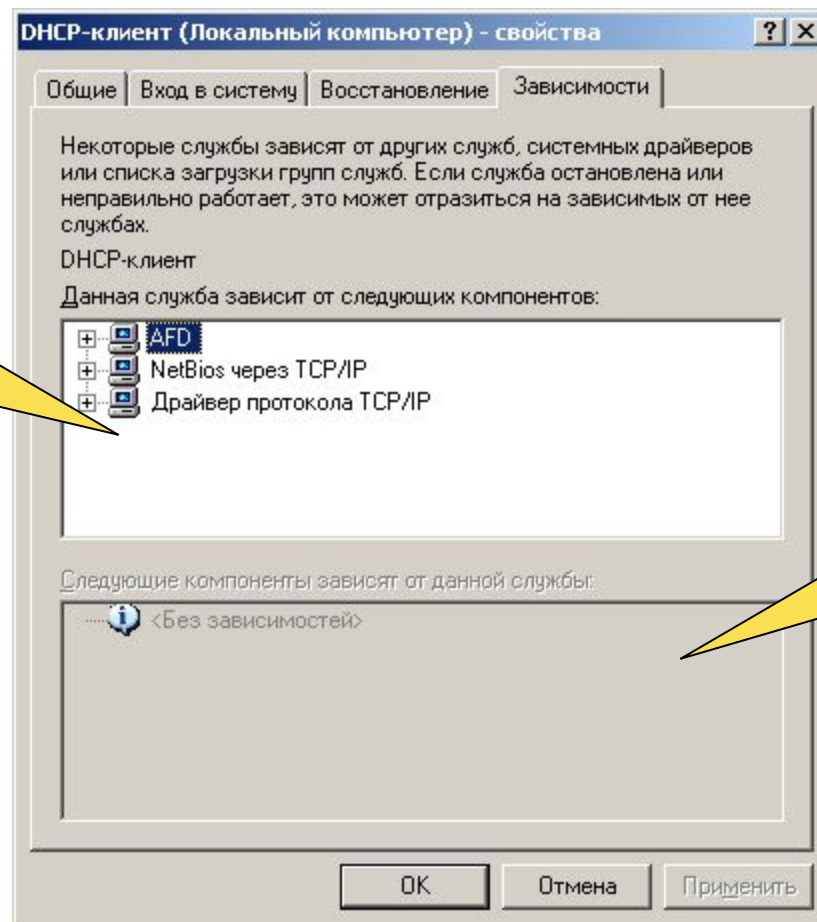 DHCP-клиент (Локальный компьютер) - свойства
Общие Вход в систему Восстановление Зависимости
Некоторые службы зависят от других служб, системных драйверов
или списка загрузки групп служб. Если служба остановлена или
неправильно работает, это может отразиться на зависимых от нее
службах.
DHCP-клиент
Данная служба зависит от следующих компонентов:
AFD
NetBios через TCP/IP
Драйвер протокола TCP/IP
Следующие компоненты зависят от данной службы:
<Без зависимостей>
OK Отмена Применить